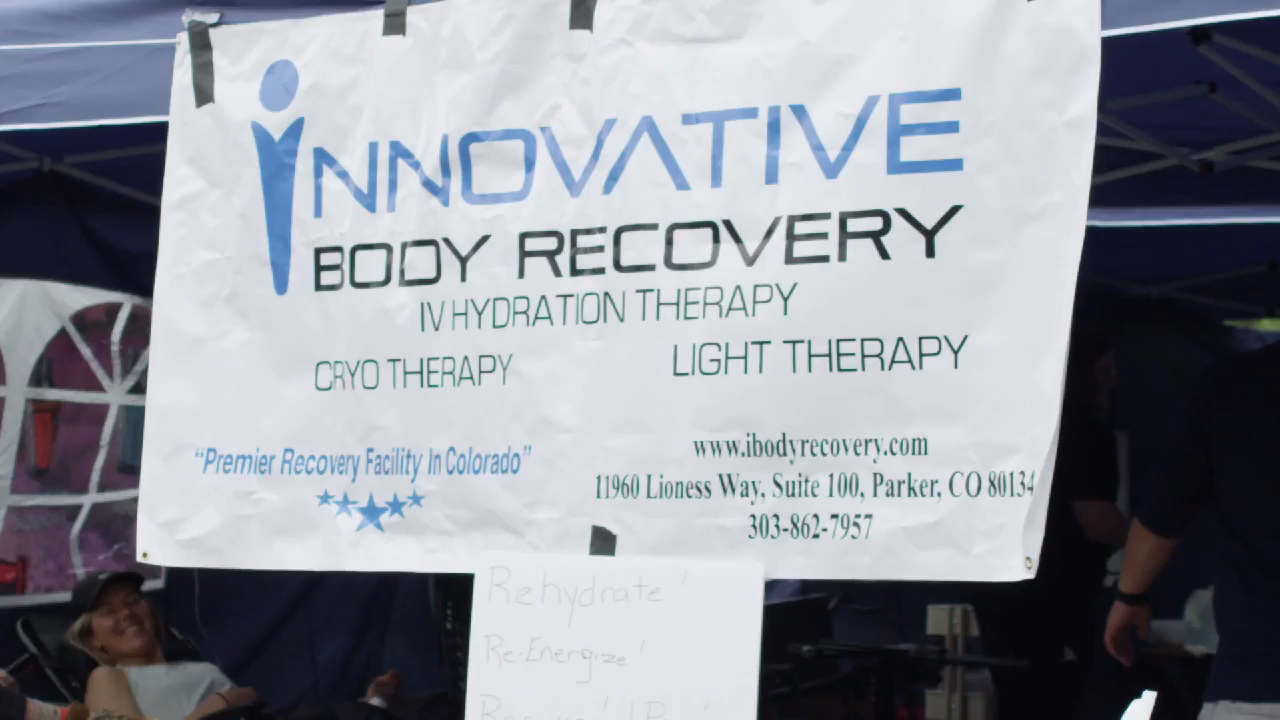 iNNOVATIVE
BODY RECOVERY
IV HYDRATION THERAPY
CRYO THERAPY
LIGHT THERAPY
"Premier Recovery Facility In Colorado"
www.ibodyrecovery.com
11960 Lioness Way, Suite 100, Parker, CO 80134
303-862-7957
Rehydrate!
Re-Energize!